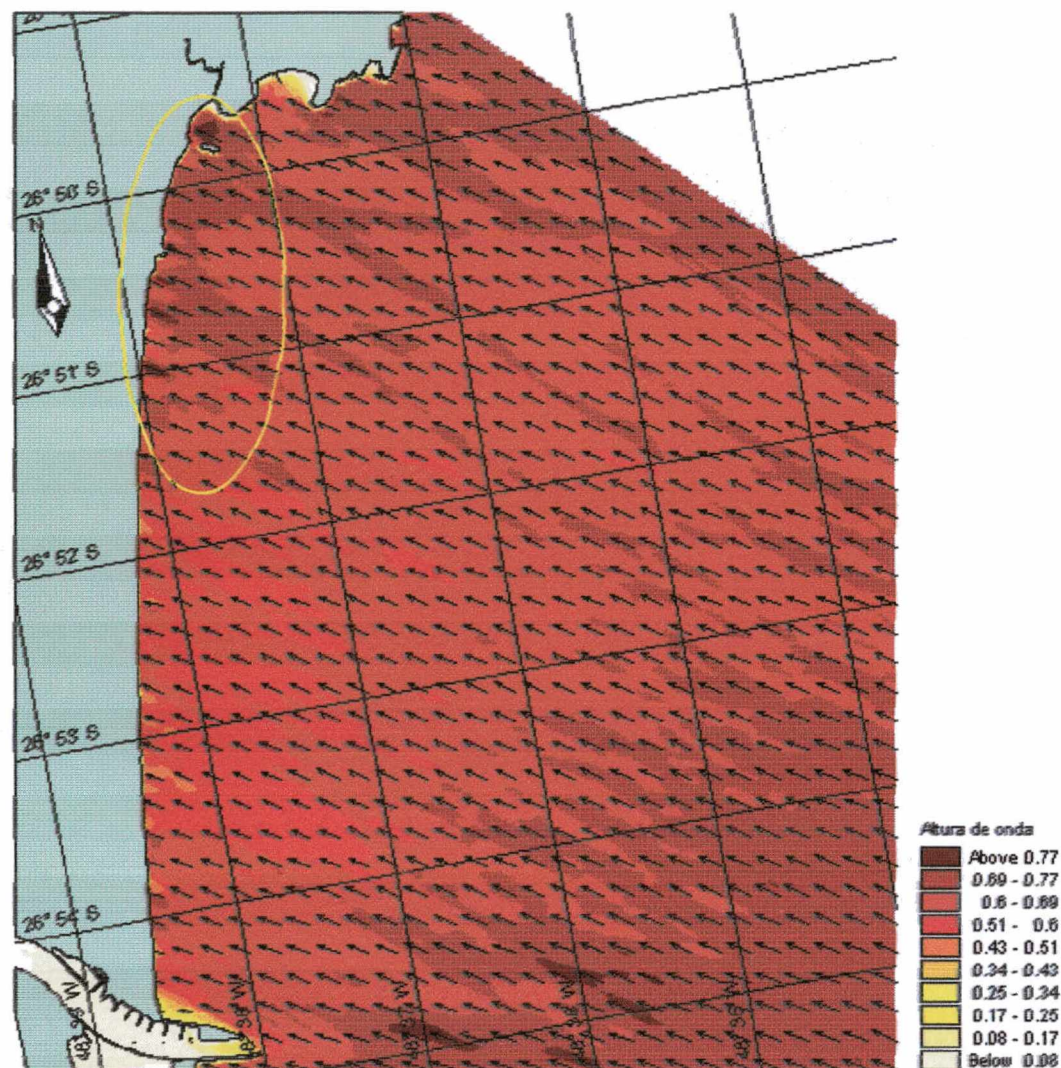 N
26° 50' S
26° 51' S
26° 52' S
26° 53' S
26° 54' S
Altura de onda
Above 0.77
0.69 - 0.77
0.6 - 0.69
0.51 - 0.6
0.43 - 0.51
0.34 - 0.43
0.25 - 0.34
0.17 - 0.25
0.08 - 0.17
Below 0.08